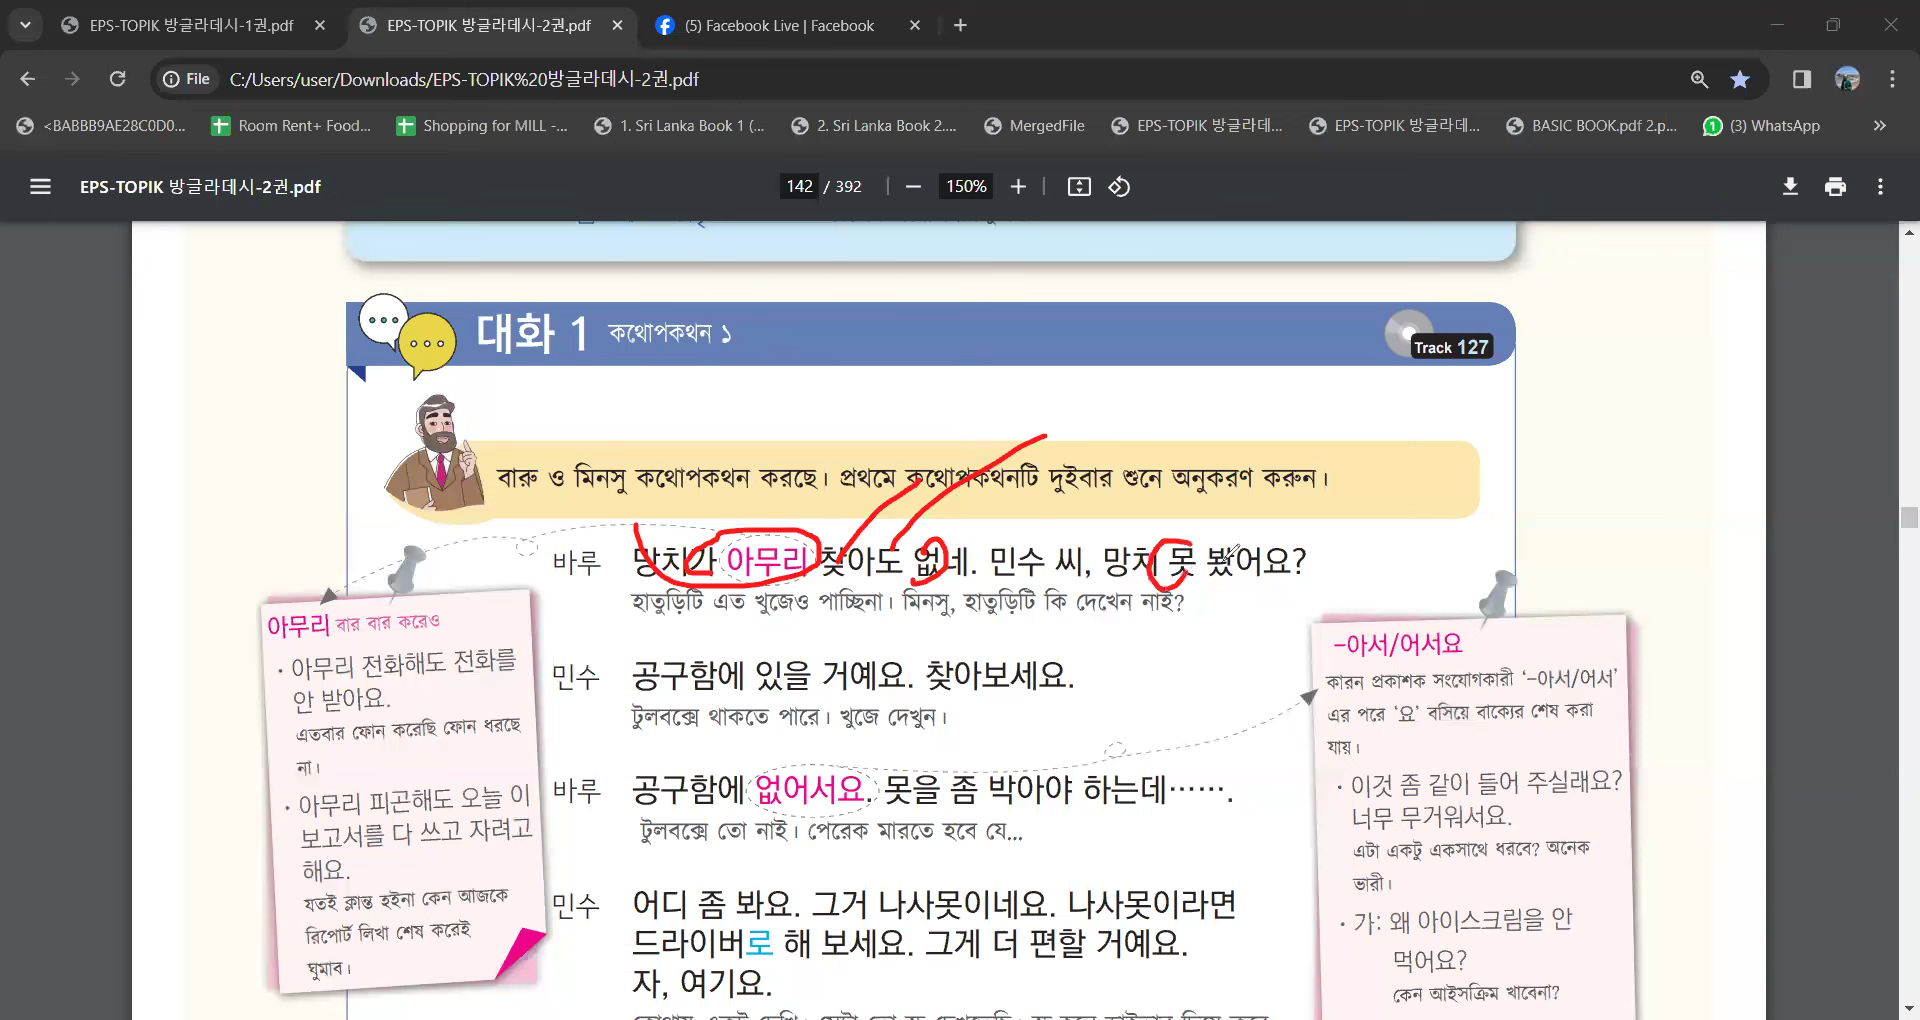 EPS-TOPIK 방글라데시-1권.pdf
EPS-TOPIK 방글라데시-2권.pdf
(5) Facebook Live | Facebook
File C:/Users/user/Downloads/EPS-TOPIK%20방글라데시-2권.pdf
<BABBB9AE28C0D0...
Room Rent+ Food...
Shopping for MILL -...
1. Sri Lanka Book 1 (...
2. Sri Lanka Book 2....
MergedFile
EPS-TOPIK 방글라데...
EPS-TOPIK 방글라데...
BASIC BOOK.pdf 2.p...
(3) WhatsApp
EPS-TOPIK 방글라데시-2권.pdf
142 / 392
150%
대화 1 কথোপকথন ১
Track 127
বারু ও মিনসু কথোপকথন করছে। প্রথমে কথোপকথনটি দুইবার শুনে অনুকরণ করুন।
바루 망치가 아무리 찾아도 없네. 민수 씨, 망치 못 봤어요?
হাতুড়িটি এত খুজেও পাচ্ছিনা। মিনসু, হাতুড়িটি কি দেখেন নাই?
민수 공구함에 있을 거예요. 찾아보세요.
টুলবক্সে থাকতে পারে। খুজে দেখুন।
바루 공구함에 없어서요. 못을 좀 박아야 하는데…….
টুলবক্সে তো নাই। পেরেক মারতে হবে যে...
민수 어디 좀 봐요. 그거 나사못이네요. 나사못이라면
드라이버로 해 보세요. 그게 더 편할 거예요.
자, 여기요.
아무리 বার বার করেও
· 아무리 전화해도 전화를
안 받아요.
এতবার ফোন করেছি ফোন ধরছে
না।
· 아무리 피곤해도 오늘 이
보고서를 다 쓰고 자려고
해요.
যতই ক্লান্ত হইনা কেন আজকে
রিপোর্ট লিখা শেষ করেই
ঘুমাব।
-아서/어서요
কারন প্রকাশক সংযোগকারী ‘-아서/어서’
এর পরে ‘요’ বসিয়ে বাক্যের শেষ করা
যায়।
· 이것 좀 같이 들어 주실래요?
너무 무거워서요.
এটা একটু একসাথে ধরবে? অনেক
ভারী।
· 가: 왜 아이스크림을 안
먹어요?
কেন আইসক্রিম খাবেনা?